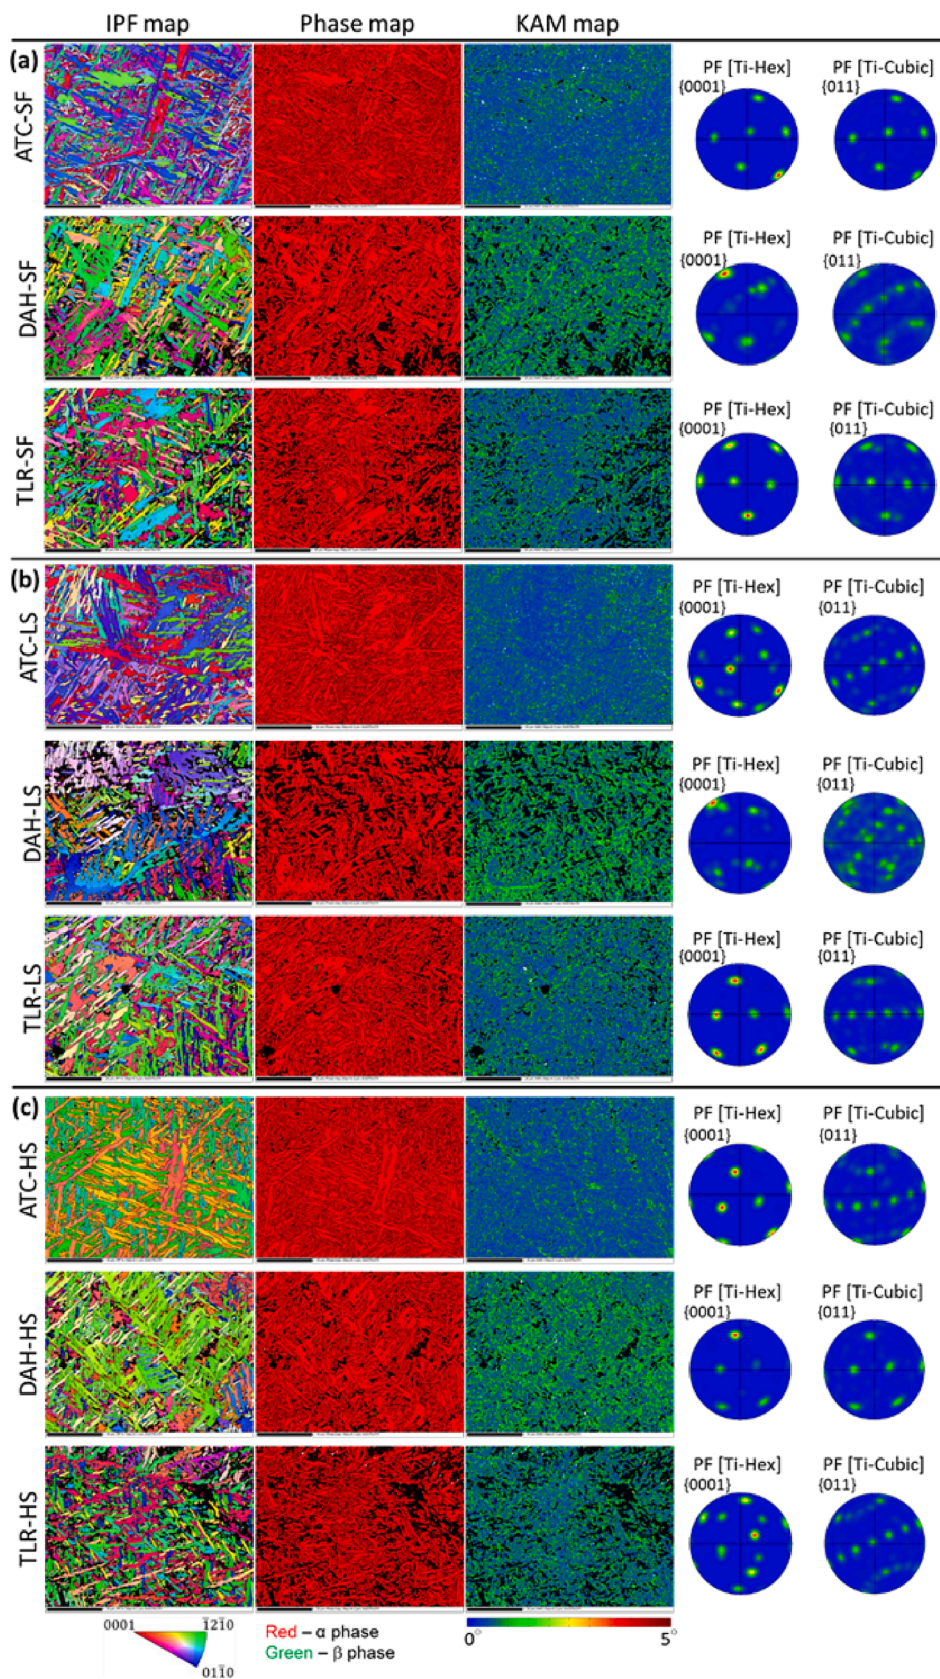 IPF map Phase map KAM map
(a)
ATC-SF
PF [Ti-Hex] PF [Ti-Cubic]
{0001} {011}
DAH-SF
PF [Ti-Hex] PF [Ti-Cubic]
{0001} {011}
TLR-SF
PF [Ti-Hex] PF [Ti-Cubic]
{0001} {011}
(b)
ATC-LS
PF [Ti-Hex] PF [Ti-Cubic]
{0001} {011}
DAH-LS
PF [Ti-Hex] PF [Ti-Cubic]
{0001} {011}
TLR-LS
PF [Ti-Hex] PF [Ti-Cubic]
{0001} {011}
(c)
ATC-HS
PF [Ti-Hex] PF [Ti-Cubic]
{0001} {011}
DAH-HS
PF [Ti-Hex] PF [Ti-Cubic]
{0001} {011}
TLR-HS
PF [Ti-Hex] PF [Ti-Cubic]
{0001} {011}
0001 1̅21̅0
011̅0
Red – α phase
Green – β phase
0° 5°